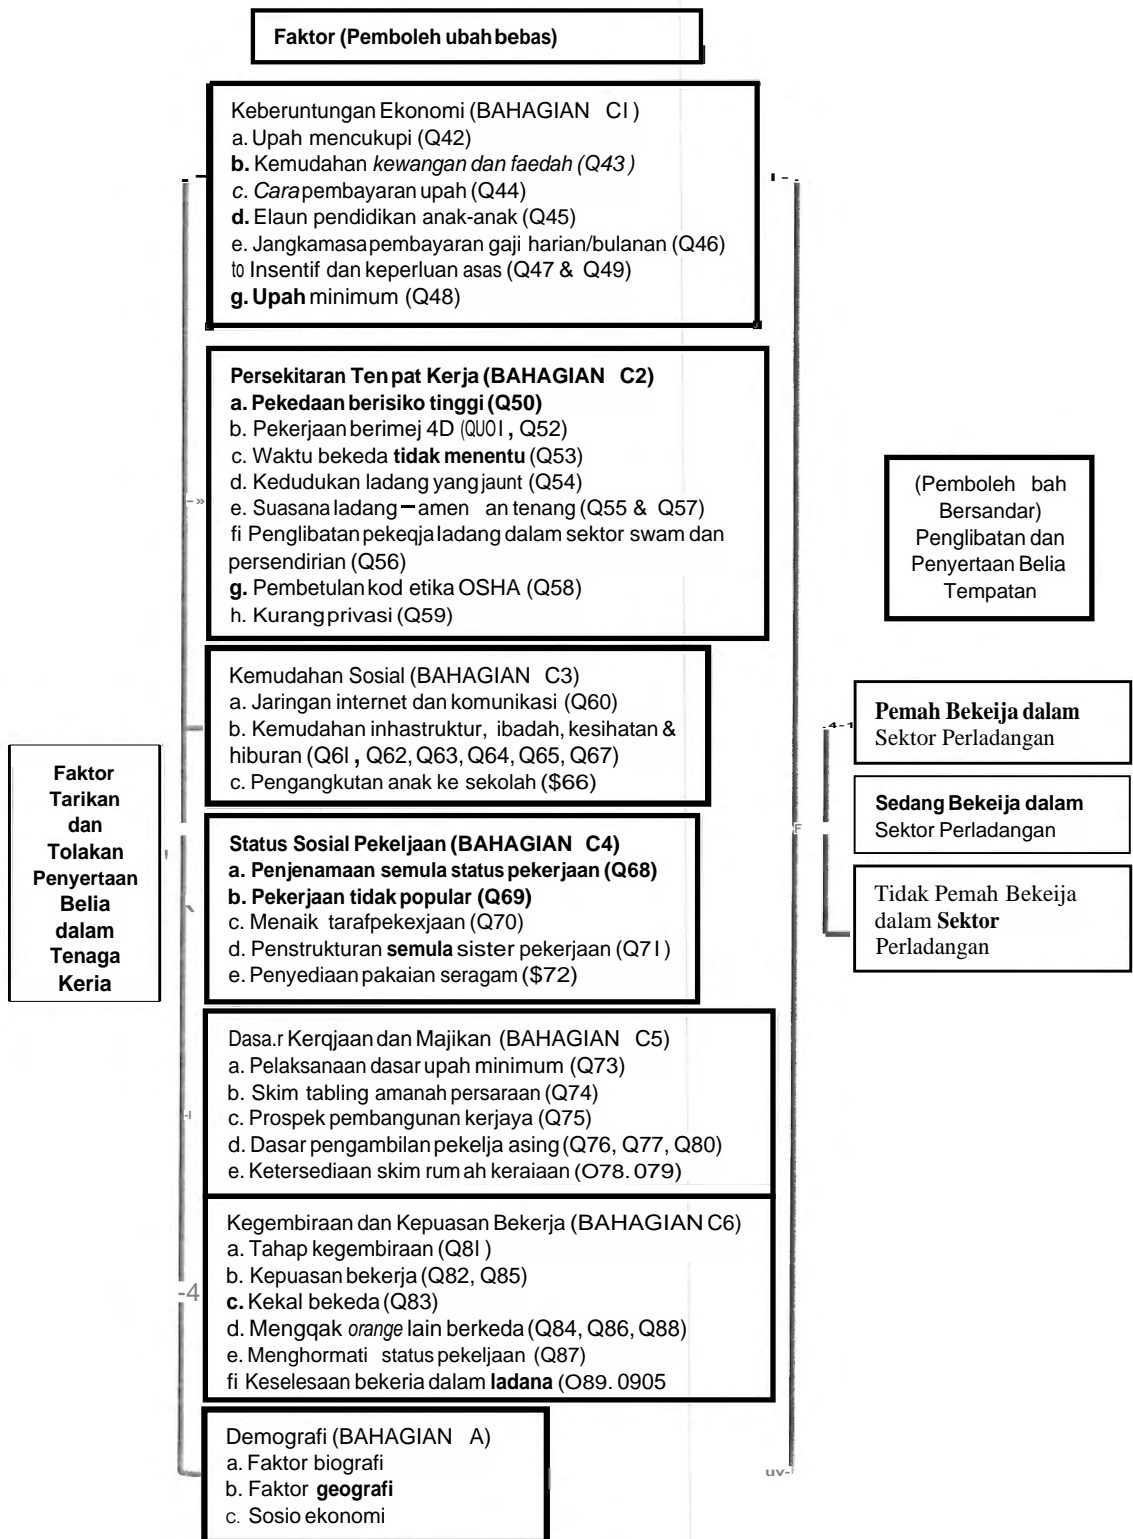 Faktor (Pemboleh ubah bebas)
Keberuntungan Ekonomi (BAHAGIAN CI)
a. Upah mencukupi (Q42)
b. Kemudahan kewangan dan faedah (Q43)
c. Cara pembayaran upah (Q44)
d. Elaun pendidikan anak-anak (Q45)
e. Jangkamasa pembayaran gaji harian/bulanan (Q46)
to Insentif dan keperluan asas (Q47 & Q49)
g. Upah minimum (Q48)
Persekitaran Ten pat Kerja (BAHAGIAN C2)
a. Pekedaan berisiko tinggi (Q50)
b. Pekerjaan berimej 4D (QUOI, Q52)
c. Waktu bekeda tidak menentu (Q53)
d. Kedudukan ladang yang jaunt (Q54)
e. Suasana ladang – amen an tenang (Q55 & Q57)
fi Penglibatan pekeqja ladang dalam sektor swam dan
persendirian (Q56)
g. Pembetulan kod etika OSHA (Q58)
h. Kurang privasi (Q59)
Kemudahan Sosial (BAHAGIAN C3)
a. Jaringan internet dan komunikasi (Q60)
b. Kemudahan inhastruktur, ibadah, kesihatan &
hiburan (Q6l, Q62, Q63, Q64, Q65, Q67)
c. Pengangkutan anak ke sekolah ($66)
Status Sosial Pekeljaan (BAHAGIAN C4)
a. Penjenamaan semula status pekerjaan (Q68)
b. Pekerjaan tidak popular (Q69)
c. Menaik tarafpekexjaan (Q70)
d. Penstrukturan semula sister pekerjaan (Q7l)
e. Penyediaan pakaian seragam ($72)
Dasa.r Kerqjaan dan Majikan (BAHAGIAN C5)
a. Pelaksanaan dasar upah minimum (Q73)
b. Skim tabling amanah persaraan (Q74)
c. Prospek pembangunan kerjaya (Q75)
d. Dasar pengambilan pekelja asing (Q76, Q77, Q80)
e. Ketersediaan skim rum ah keraiaan (O78. 079)
Kegembiraan dan Kepuasan Bekerja (BAHAGIAN C6)
a. Tahap kegembiraan (Q8l)
b. Kepuasan bekerja (Q82, Q85)
c. Kekal bekeda (Q83)
d. Mengqak orange lain berkeda (Q84, Q86, Q88)
e. Menghormati status pekeljaan (Q87)
fi Keselesaan bekeria dalam ladana (O89. 0905
Demografi (BAHAGIAN A)
a. Faktor biografi
b. Faktor geografi
c. Sosio ekonomi
Faktor
Tarikan
dan
Tolakan
Penyertaan
Belia
dalam
Tenaga
Keria
(Pemboleh bah
Bersandar)
Penglibatan dan
Penyertaan Belia
Tempatan
Pemah Bekeija dalam
Sektor Perladangan
Sedang Bekeija dalam
Sektor Perladangan
Tidak Pemah Bekeija
dalam Sektor
Perladangan